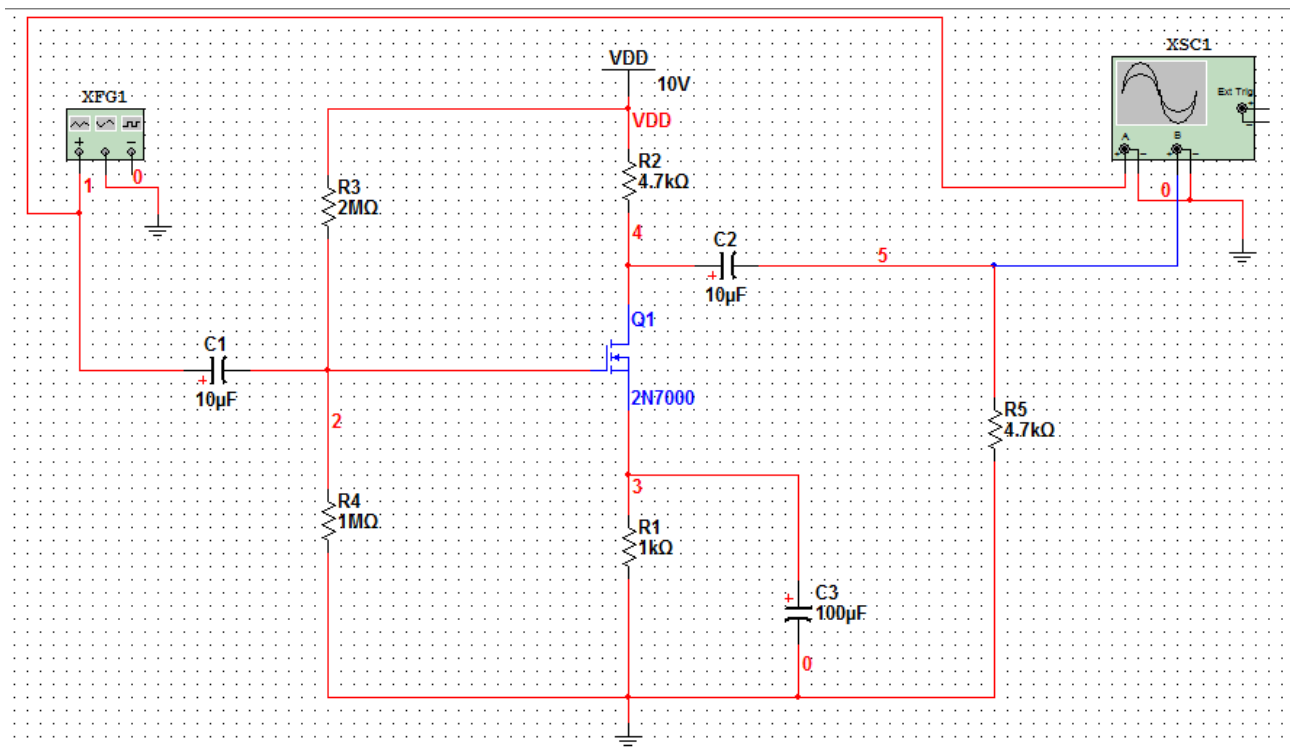 XFG1
+
−
1
0
VDD
10V
VDD
XSC1
Ext Trig
+
−
A
B
+
−
+
−
0
R3
2MΩ
R2
4.7kΩ
4
C2
+
10µF
5
Q1
2N7000
C1
+
10µF
2
R5
4.7kΩ
3
R4
1MΩ
R1
1kΩ
C3
+
100µF
0